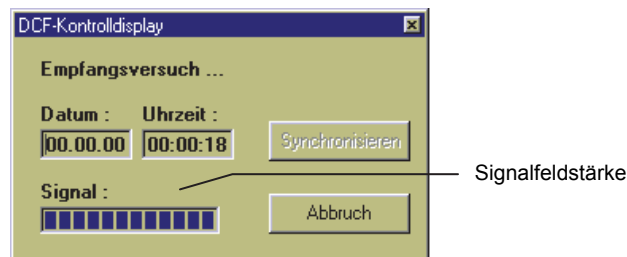 DCF-Kontrolldisplay
Empfangsversuch ...
Datum : Uhrzeit :
00.00.00 00:00:18 Synchronisieren
Signalfeldstärke
Signal :
Abbruch